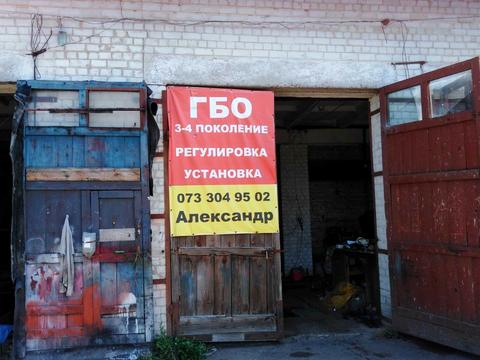 ГБО
3-4 ПОКОЛЕНИЕ
РЕГУЛИРОВКА
УСТАНОВКА
073 304 95 02
Александр